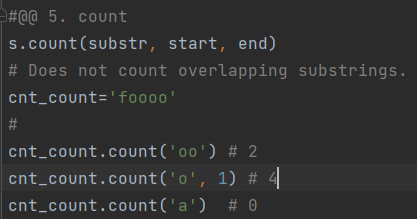 #@@ 5. count
s.count(substr, start, end)
# Does not count overlapping substrings.
cnt_count='foooo'
#
cnt_count.count('oo') # 2
cnt_count.count('o', 1) # 4
cnt_count.count('a')  # 0